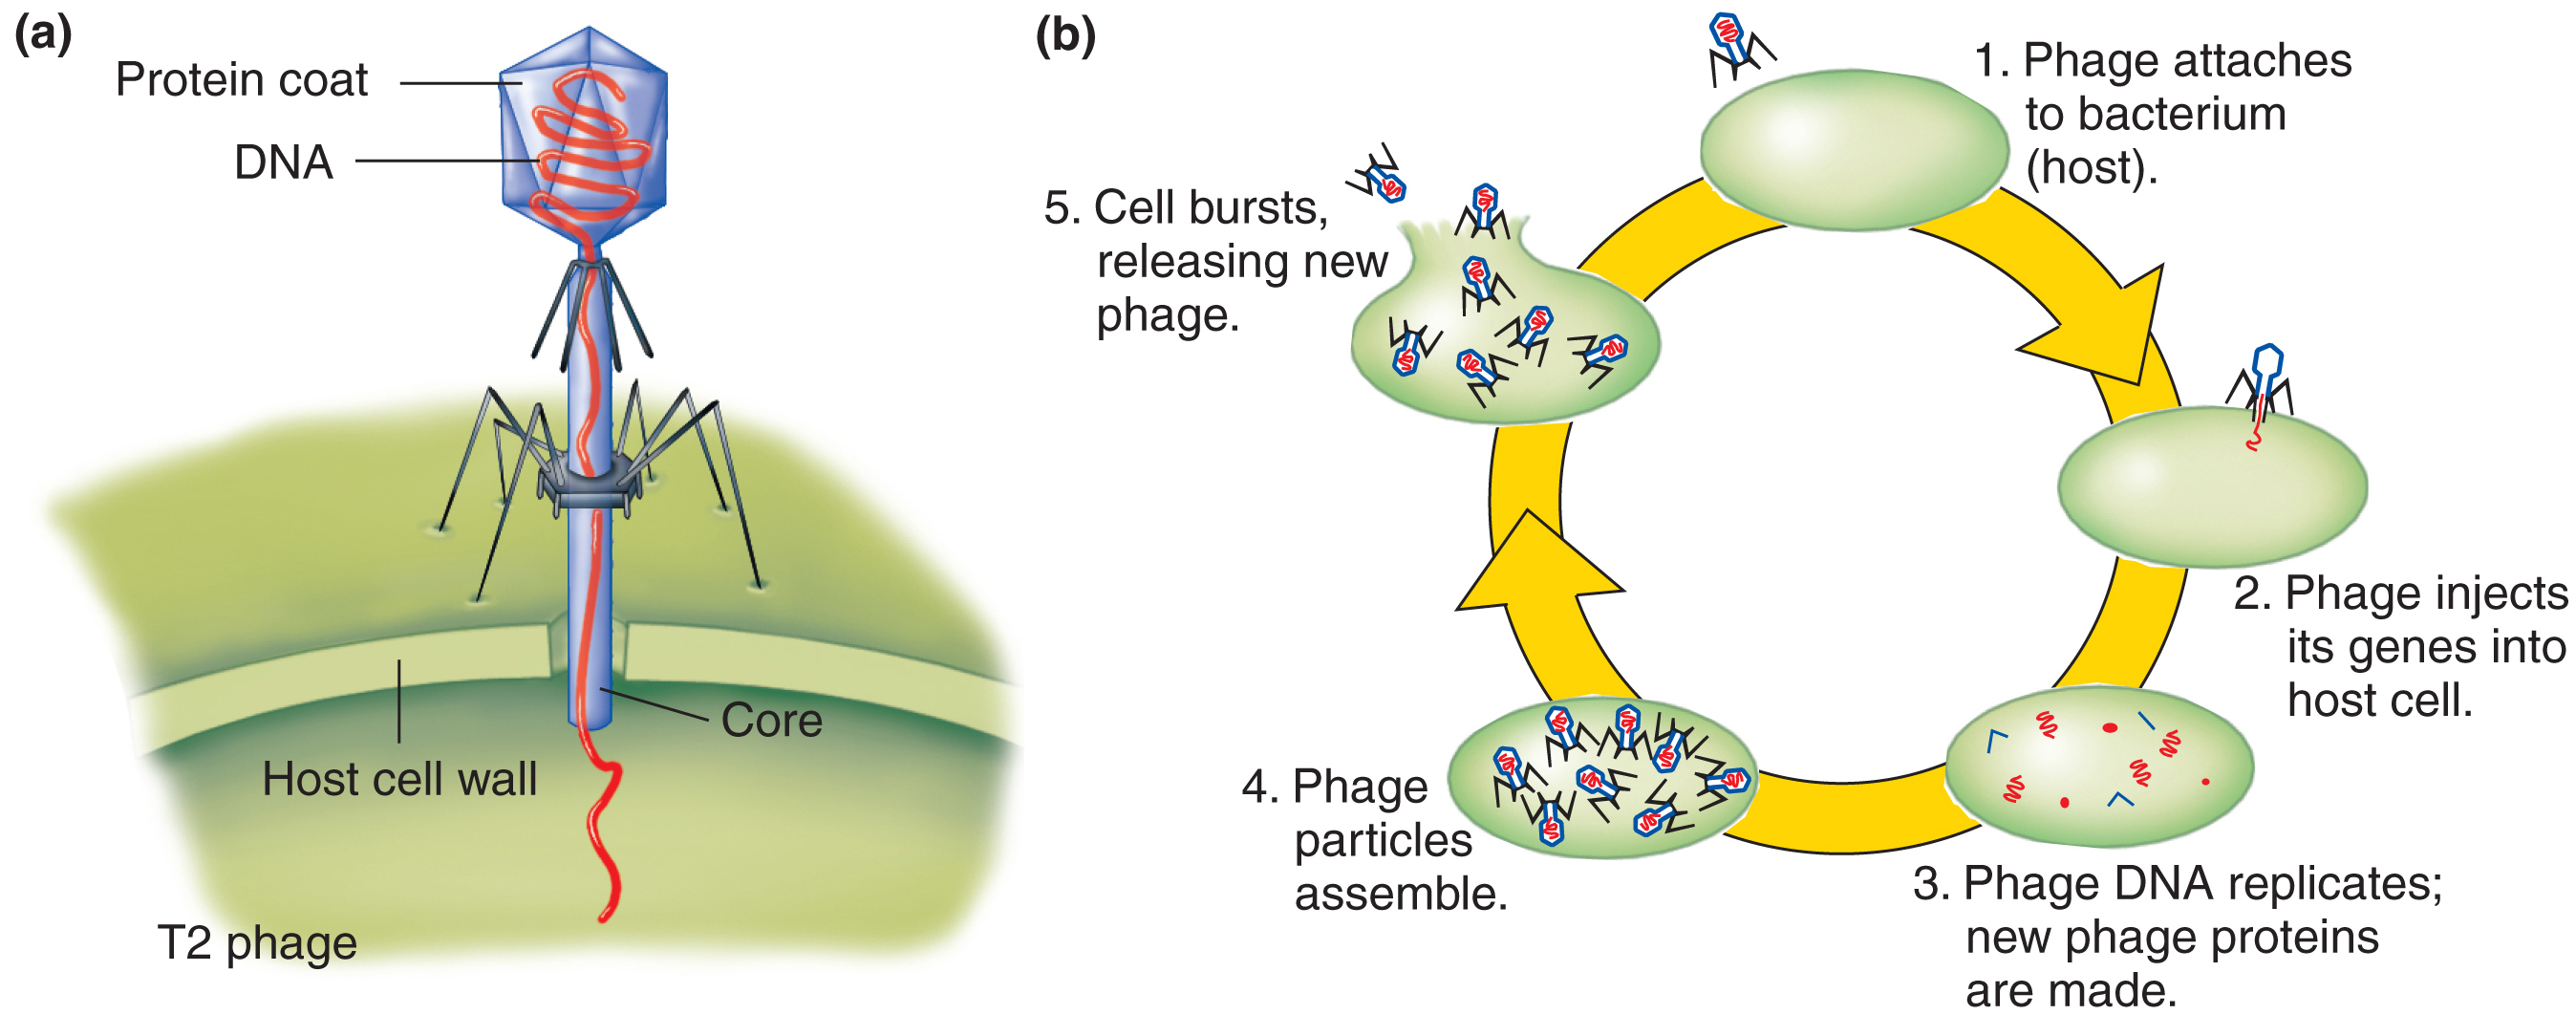 (a)
Protein coat
DNA
Host cell wall
Core
T2 phage
(b)
1. Phage attaches
to bacterium
(host).
2. Phage injects
its genes into
host cell.
3. Phage DNA replicates;
new phage proteins
are made.
4. Phage
particles
assemble.
5. Cell bursts,
releasing new
phage.